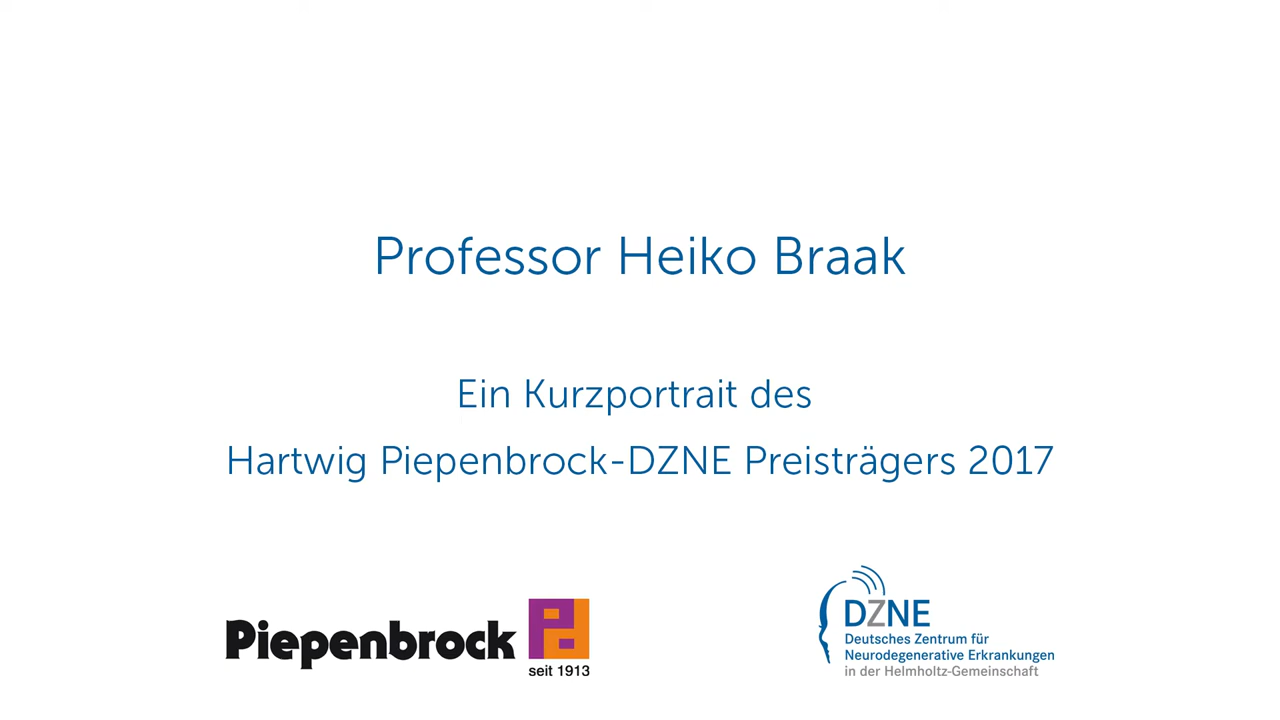 Professor Heiko Braak
Ein Kurzportrait des
Hartwig Piepenbrock-DZNE Preisträgers 2017
Piepenbrock
seit 1913
DZNE
Deutsches Zentrum für
Neurodegenerative Erkrankungen
in der Helmholtz-Gemeinschaft